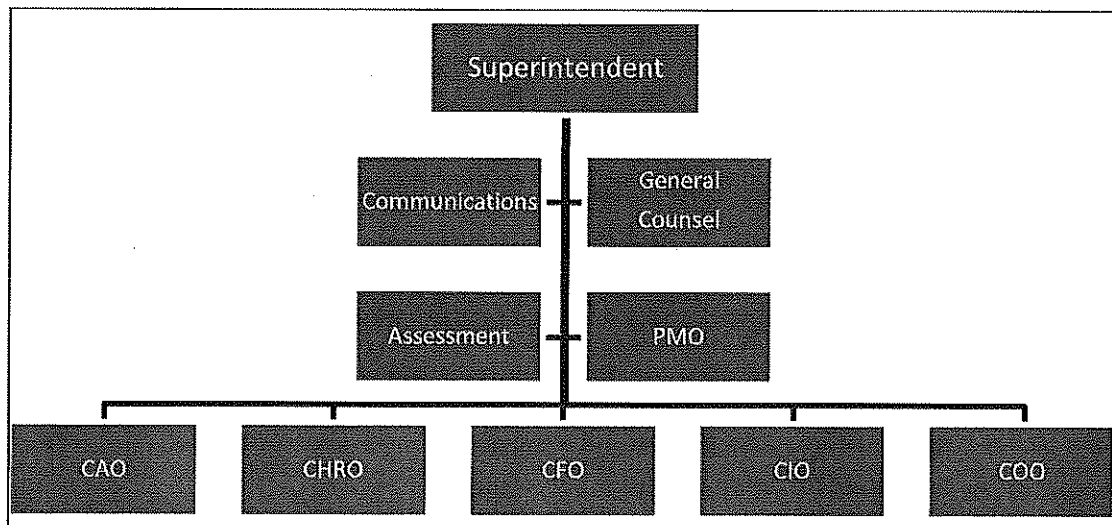 Superintendent
Communications
General
Counsel
Assessment
PMO
CAO
CHRO
CFO
CIO
COO